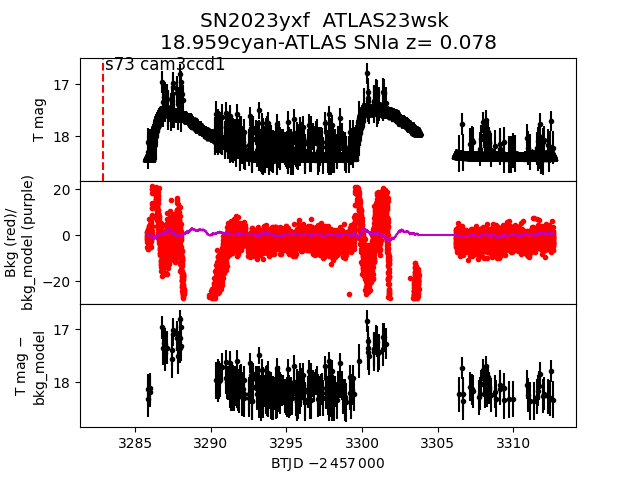 SN2023yxf ATLAS23wsk
18.959cyan-ATLAS SNIa z= 0.078
s73 cam3ccd1
T mag
17
18
Bkg (red)/
bkg_model (purple)
20
0
−20
T mag −
bkg_model
17
18
3285 3290 3295 3300 3305 3310
BTJD −2 457 000